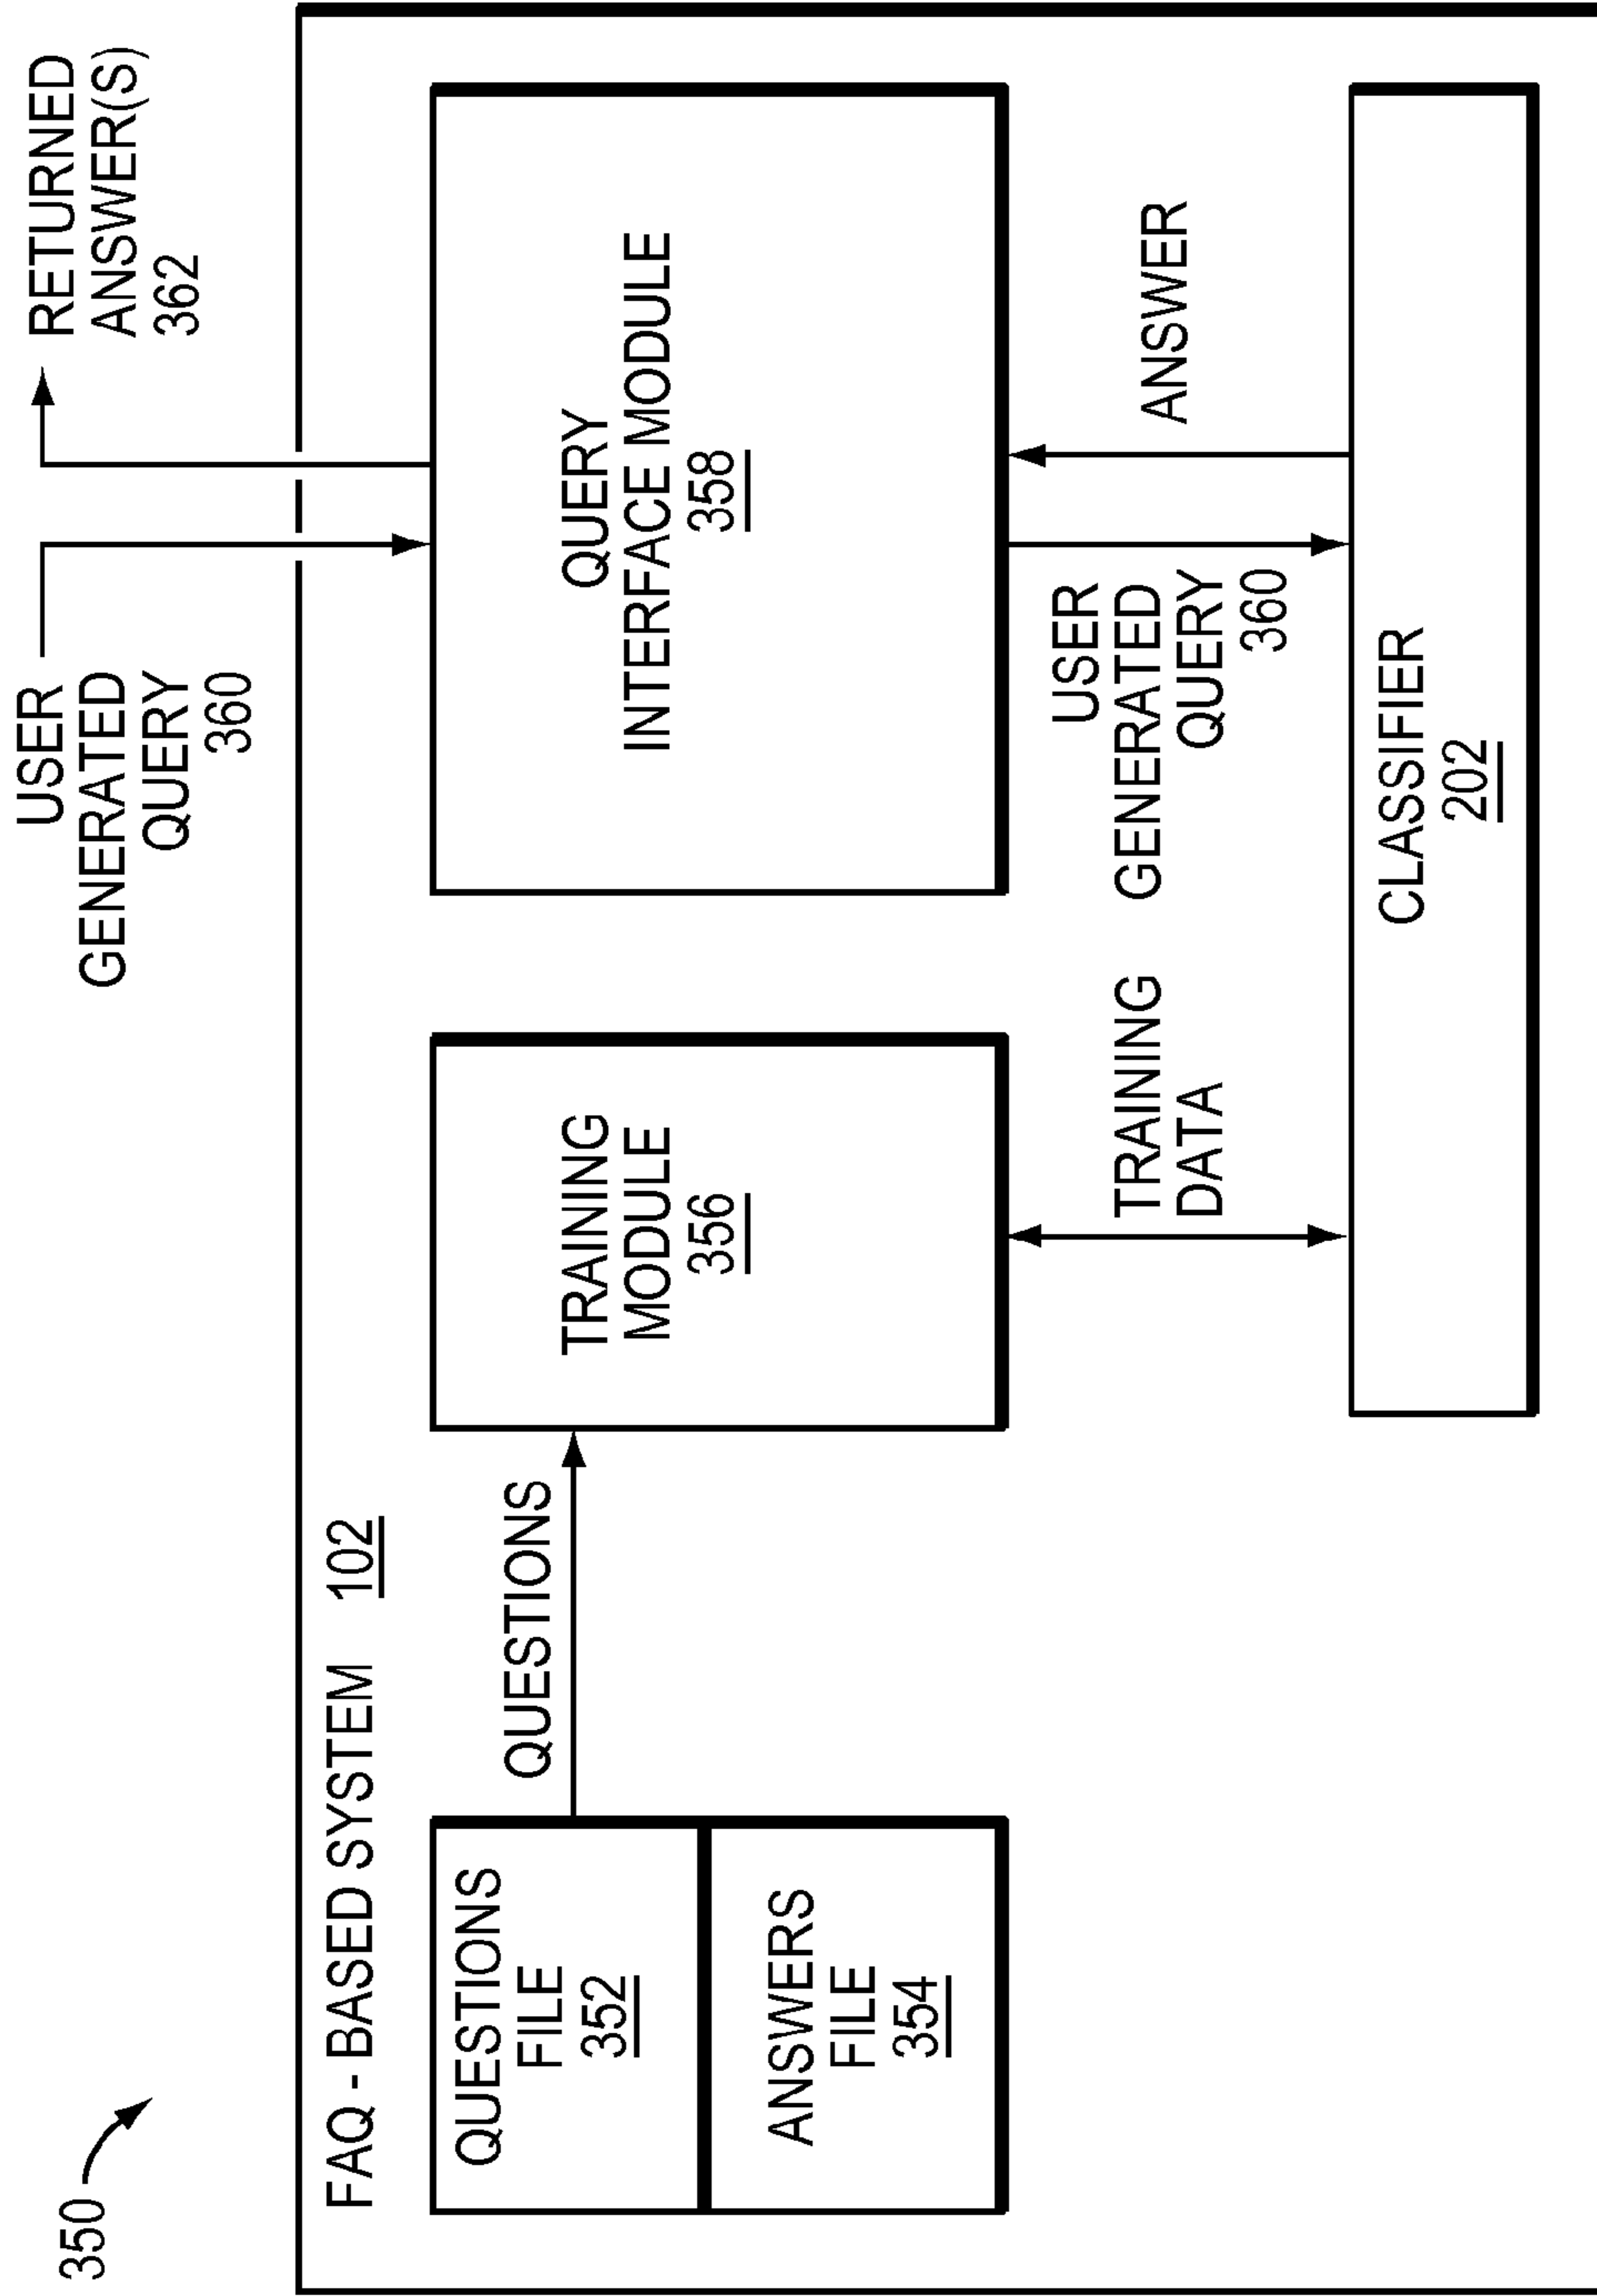 350
USER
GENERATED
QUERY
360
RETURNED
ANSWER(S)
362
FAQ - BASED SYSTEM 102
QUESTIONS
FILE
352
ANSWERS
FILE
354
QUESTIONS
TRAINING
MODULE
356
QUERY
INTERFACE MODULE
358
TRAINING
DATA
USER
GENERATED
QUERY
360
ANSWER
CLASSIFIER
202